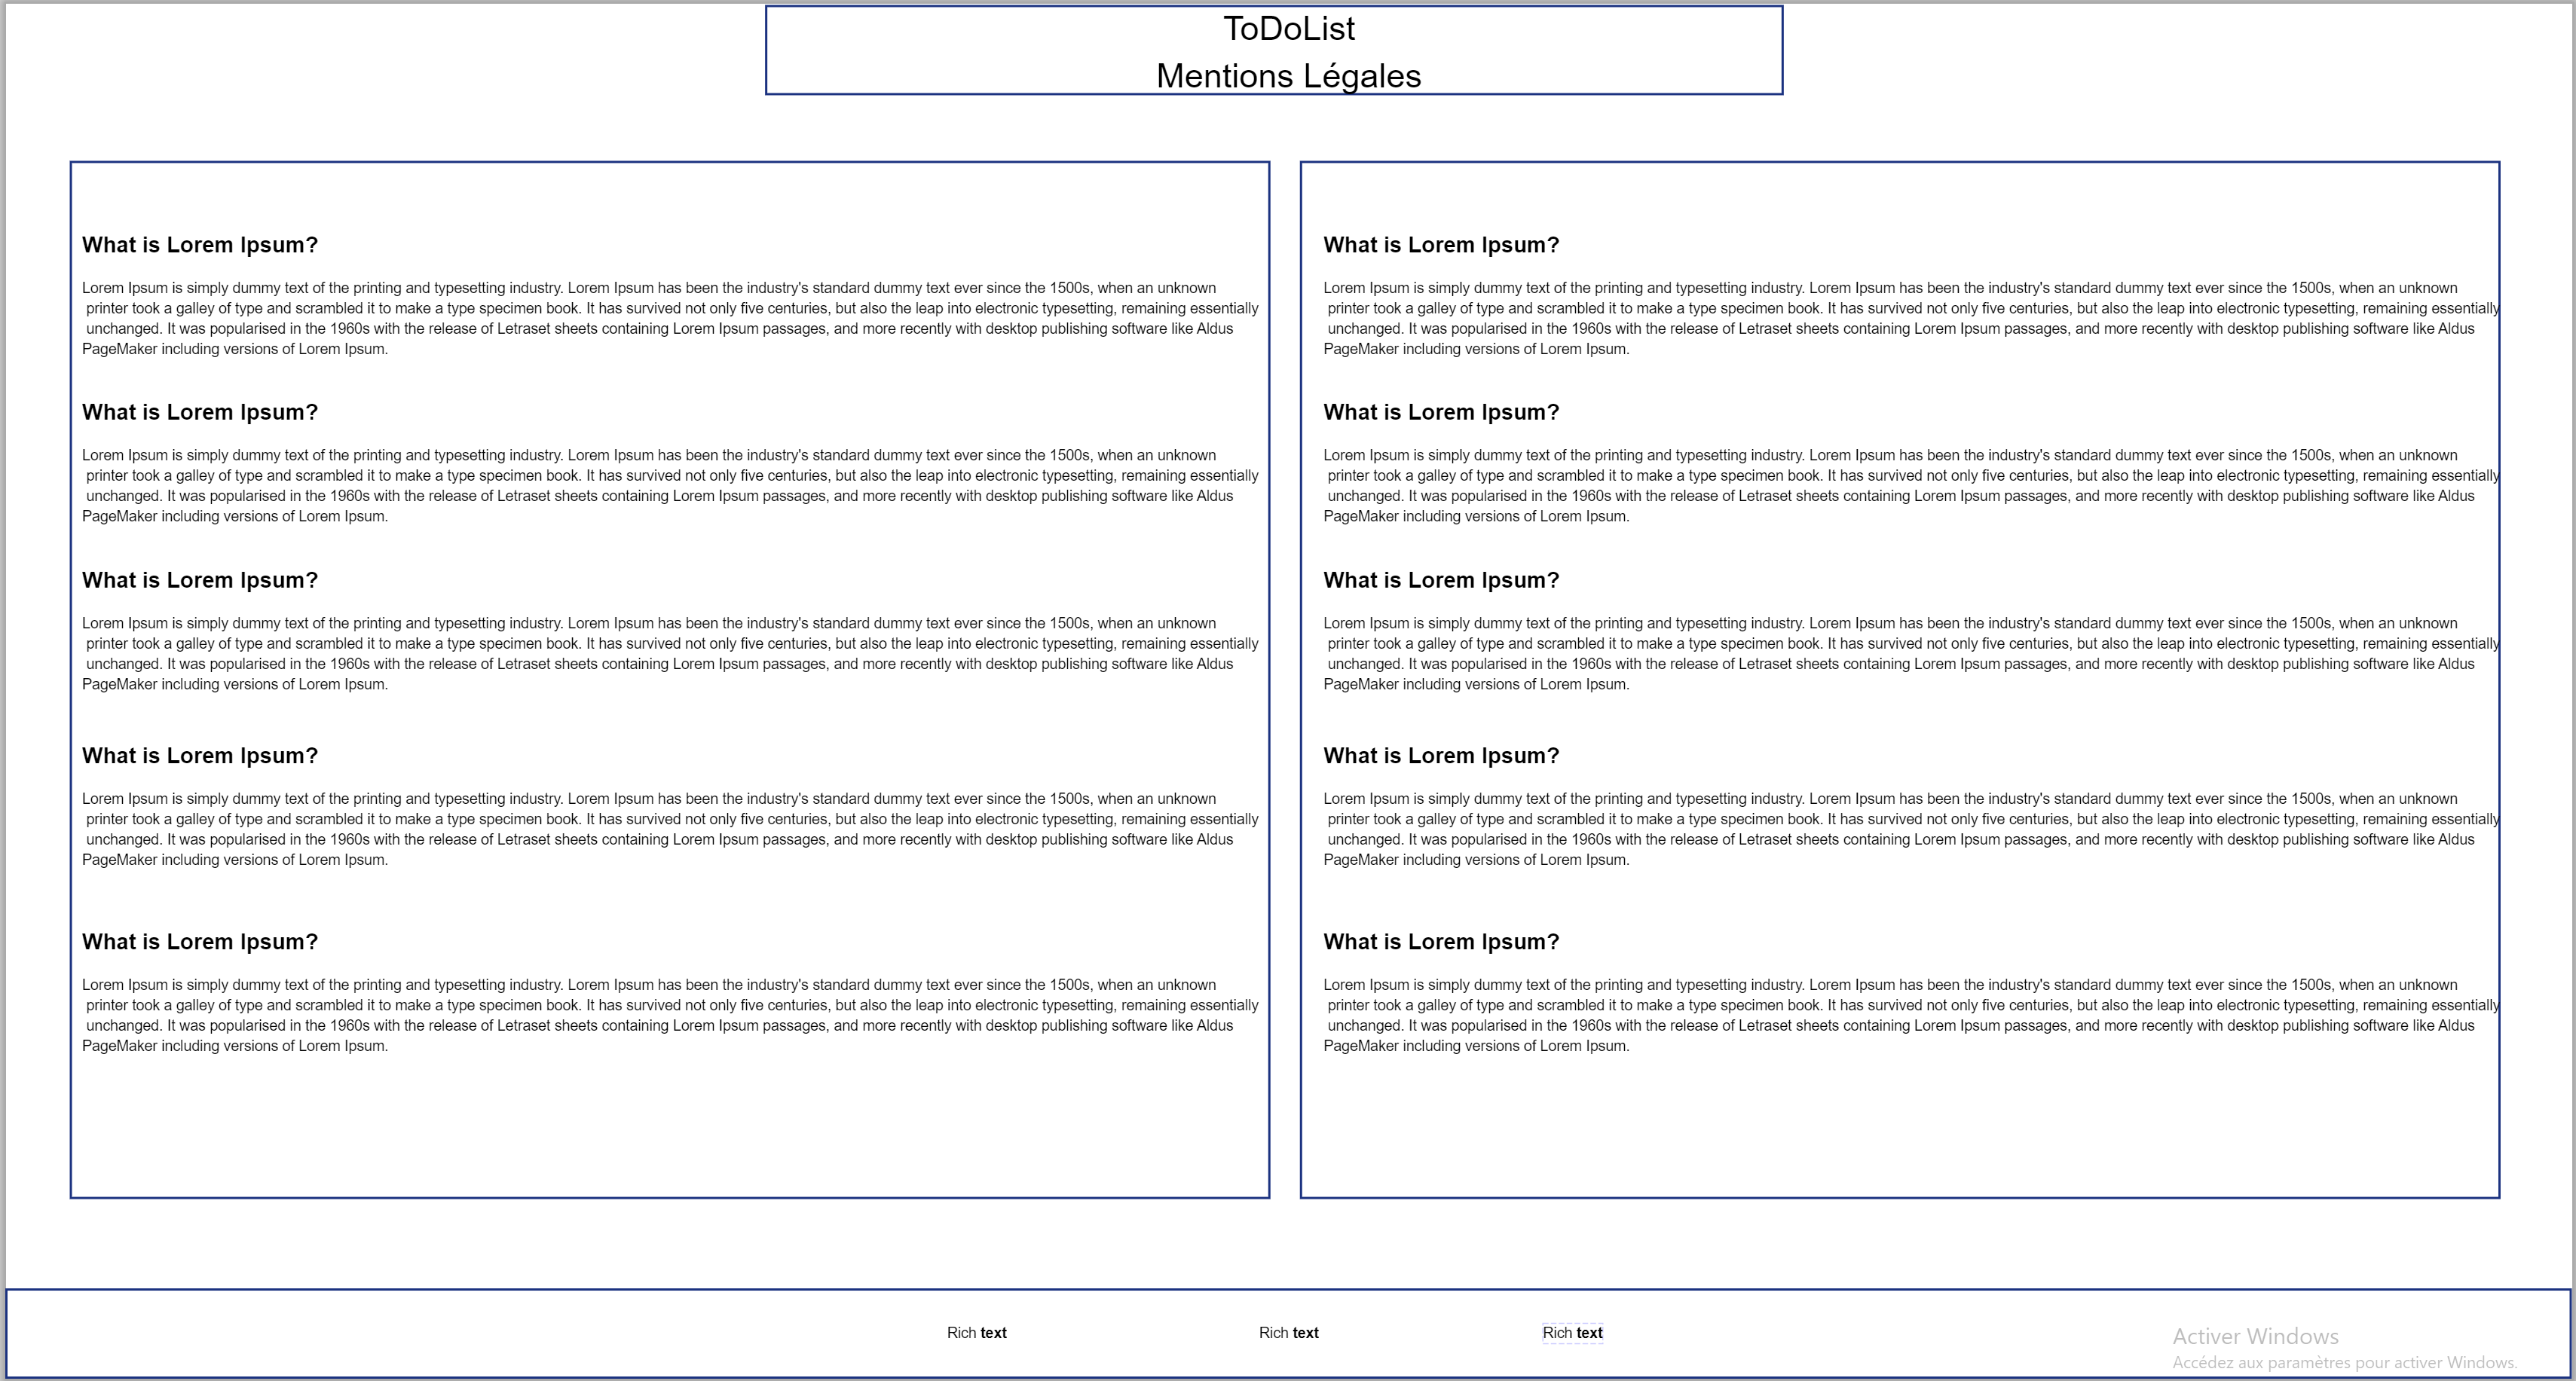 ToDoList
Mentions Légales
What is Lorem Ipsum?
Lorem Ipsum is simply dummy text of the printing and typesetting industry. Lorem Ipsum has been the industry's standard dummy text ever since the 1500s, when an unknown
printer took a galley of type and scrambled it to make a type specimen book. It has survived not only five centuries, but also the leap into electronic typesetting, remaining essentially
unchanged. It was popularised in the 1960s with the release of Letraset sheets containing Lorem Ipsum passages, and more recently with desktop publishing software like Aldus
PageMaker including versions of Lorem Ipsum.
What is Lorem Ipsum?
Lorem Ipsum is simply dummy text of the printing and typesetting industry. Lorem Ipsum has been the industry's standard dummy text ever since the 1500s, when an unknown
printer took a galley of type and scrambled it to make a type specimen book. It has survived not only five centuries, but also the leap into electronic typesetting, remaining essentially
unchanged. It was popularised in the 1960s with the release of Letraset sheets containing Lorem Ipsum passages, and more recently with desktop publishing software like Aldus
PageMaker including versions of Lorem Ipsum.
What is Lorem Ipsum?
Lorem Ipsum is simply dummy text of the printing and typesetting industry. Lorem Ipsum has been the industry's standard dummy text ever since the 1500s, when an unknown
printer took a galley of type and scrambled it to make a type specimen book. It has survived not only five centuries, but also the leap into electronic typesetting, remaining essentially
unchanged. It was popularised in the 1960s with the release of Letraset sheets containing Lorem Ipsum passages, and more recently with desktop publishing software like Aldus
PageMaker including versions of Lorem Ipsum.
What is Lorem Ipsum?
Lorem Ipsum is simply dummy text of the printing and typesetting industry. Lorem Ipsum has been the industry's standard dummy text ever since the 1500s, when an unknown
printer took a galley of type and scrambled it to make a type specimen book. It has survived not only five centuries, but also the leap into electronic typesetting, remaining essentially
unchanged. It was popularised in the 1960s with the release of Letraset sheets containing Lorem Ipsum passages, and more recently with desktop publishing software like Aldus
PageMaker including versions of Lorem Ipsum.
What is Lorem Ipsum?
Lorem Ipsum is simply dummy text of the printing and typesetting industry. Lorem Ipsum has been the industry's standard dummy text ever since the 1500s, when an unknown
printer took a galley of type and scrambled it to make a type specimen book. It has survived not only five centuries, but also the leap into electronic typesetting, remaining essentially
unchanged. It was popularised in the 1960s with the release of Letraset sheets containing Lorem Ipsum passages, and more recently with desktop publishing software like Aldus
PageMaker including versions of Lorem Ipsum.
What is Lorem Ipsum?
Lorem Ipsum is simply dummy text of the printing and typesetting industry. Lorem Ipsum has been the industry's standard dummy text ever since the 1500s, when an unknown
printer took a galley of type and scrambled it to make a type specimen book. It has survived not only five centuries, but also the leap into electronic typesetting, remaining essentially
unchanged. It was popularised in the 1960s with the release of Letraset sheets containing Lorem Ipsum passages, and more recently with desktop publishing software like Aldus
PageMaker including versions of Lorem Ipsum.
What is Lorem Ipsum?
Lorem Ipsum is simply dummy text of the printing and typesetting industry. Lorem Ipsum has been the industry's standard dummy text ever since the 1500s, when an unknown
printer took a galley of type and scrambled it to make a type specimen book. It has survived not only five centuries, but also the leap into electronic typesetting, remaining essentially
unchanged. It was popularised in the 1960s with the release of Letraset sheets containing Lorem Ipsum passages, and more recently with desktop publishing software like Aldus
PageMaker including versions of Lorem Ipsum.
What is Lorem Ipsum?
Lorem Ipsum is simply dummy text of the printing and typesetting industry. Lorem Ipsum has been the industry's standard dummy text ever since the 1500s, when an unknown
printer took a galley of type and scrambled it to make a type specimen book. It has survived not only five centuries, but also the leap into electronic typesetting, remaining essentially
unchanged. It was popularised in the 1960s with the release of Letraset sheets containing Lorem Ipsum passages, and more recently with desktop publishing software like Aldus
PageMaker including versions of Lorem Ipsum.
What is Lorem Ipsum?
Lorem Ipsum is simply dummy text of the printing and typesetting industry. Lorem Ipsum has been the industry's standard dummy text ever since the 1500s, when an unknown
printer took a galley of type and scrambled it to make a type specimen book. It has survived not only five centuries, but also the leap into electronic typesetting, remaining essentially
unchanged. It was popularised in the 1960s with the release of Letraset sheets containing Lorem Ipsum passages, and more recently with desktop publishing software like Aldus
PageMaker including versions of Lorem Ipsum.
What is Lorem Ipsum?
Lorem Ipsum is simply dummy text of the printing and typesetting industry. Lorem Ipsum has been the industry's standard dummy text ever since the 1500s, when an unknown
printer took a galley of type and scrambled it to make a type specimen book. It has survived not only five centuries, but also the leap into electronic typesetting, remaining essentially
unchanged. It was popularised in the 1960s with the release of Letraset sheets containing Lorem Ipsum passages, and more recently with desktop publishing software like Aldus
PageMaker including versions of Lorem Ipsum.
Rich text
Rich text
Rich text
Activer Windows
Accédez aux paramètres pour activer Windows.